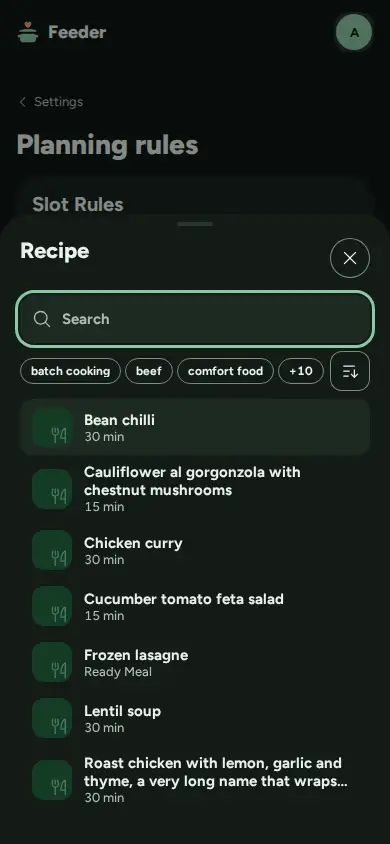 Feeder
A
Settings
Planning rules
Slot Rules
Recipe
Search
batch cooking
beef
comfort food
+10
Bean chilli
30 min
Cauliflower al gorgonzola with
chestnut mushrooms
15 min
Chicken curry
30 min
Cucumber tomato feta salad
15 min
Frozen lasagne
Ready Meal
Lentil soup
30 min
Roast chicken with lemon, garlic and
thyme, a very long name that wraps...
30 min